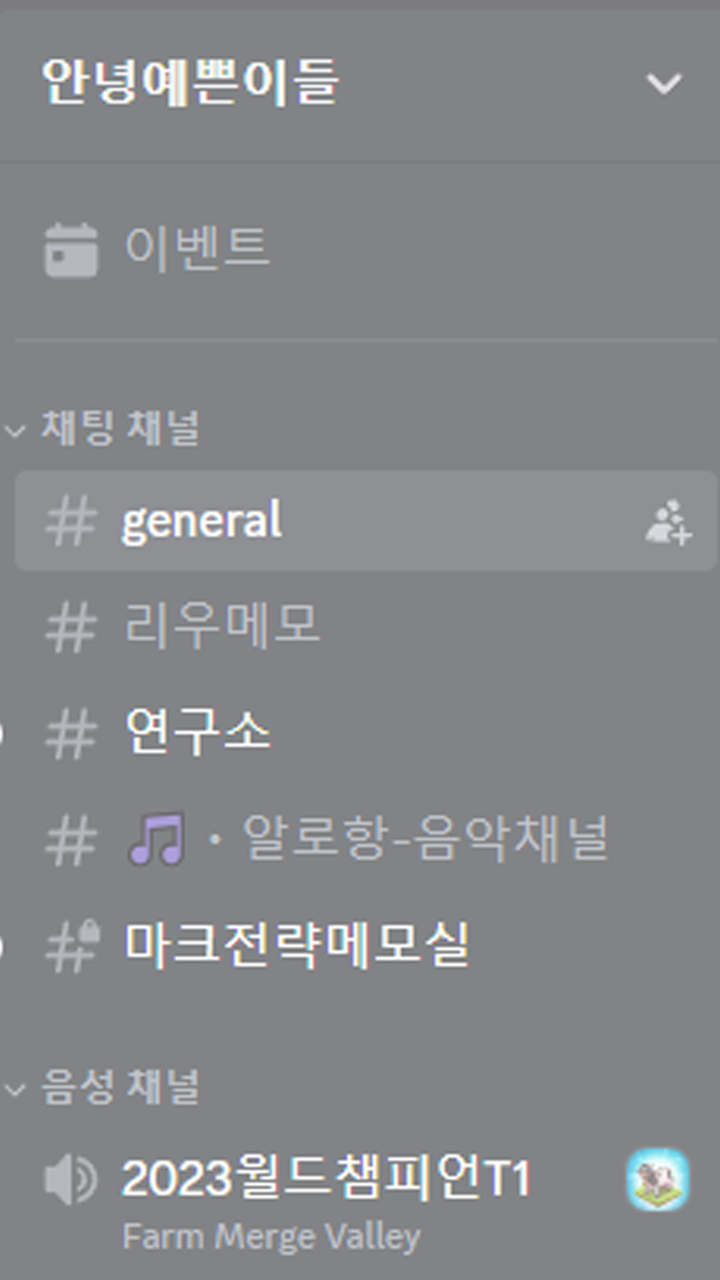 안녕예쁜이들
이벤트
채팅 채널
# general
# 리우메모
# 연구소
# 🎵・알로항-음악채널
# 마크전략메모실
음성 채널
2023월드챔피언T1
Farm Merge Valley